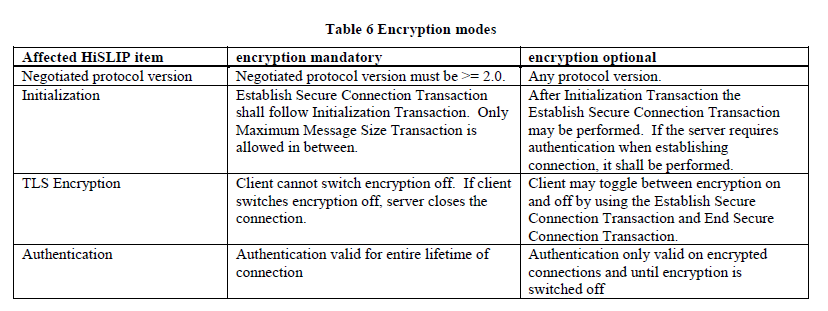 Table 6 Encryption modes
Affected HiSLIP item encryption mandatory encryption optional
Negotiated protocol version Negotiated protocol version must be >= 2.0. Any protocol version.
Initialization
Establish Secure Connection Transaction
shall follow Initialization Transaction. Only
Maximum Message Size Transaction is
allowed in between.
After Initialization Transaction the
Establish Secure Connection Transaction
may be performed. If the server requires
authentication when establishing
connection, it shall be performed.
TLS Encryption
Client cannot switch encryption off. If client
switches encryption off, server closes the
connection.
Client may toggle between encryption on
and off by using the Establish Secure
Connection Transaction and End Secure
Connection Transaction.
Authentication
Authentication valid for entire lifetime of
connection
Authentication only valid on encrypted
connections and until encryption is
switched off